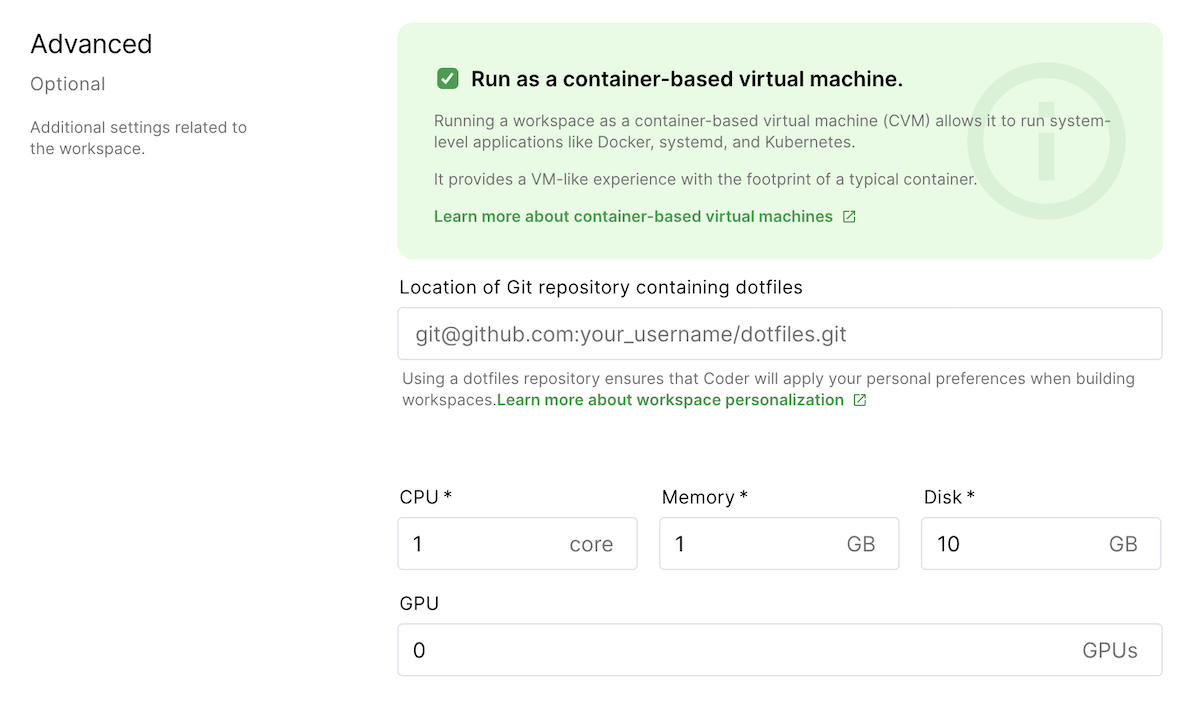 Advanced
Optional
Additional settings related to
the workspace.
Run as a container-based virtual machine.
Running a workspace as a container-based virtual machine (CVM) allows it to run system-
level applications like Docker, systemd, and Kubernetes.
It provides a VM-like experience with the footprint of a typical container.
Learn more about container-based virtual machines
Location of Git repository containing dotfiles
git@github.com:your_username/dotfiles.git
Using a dotfiles repository ensures that Coder will apply your personal preferences when building
workspaces.Learn more about workspace personalization
CPU * Memory * Disk *
1 core 1 GB 10 GB
GPU
0 GPUs